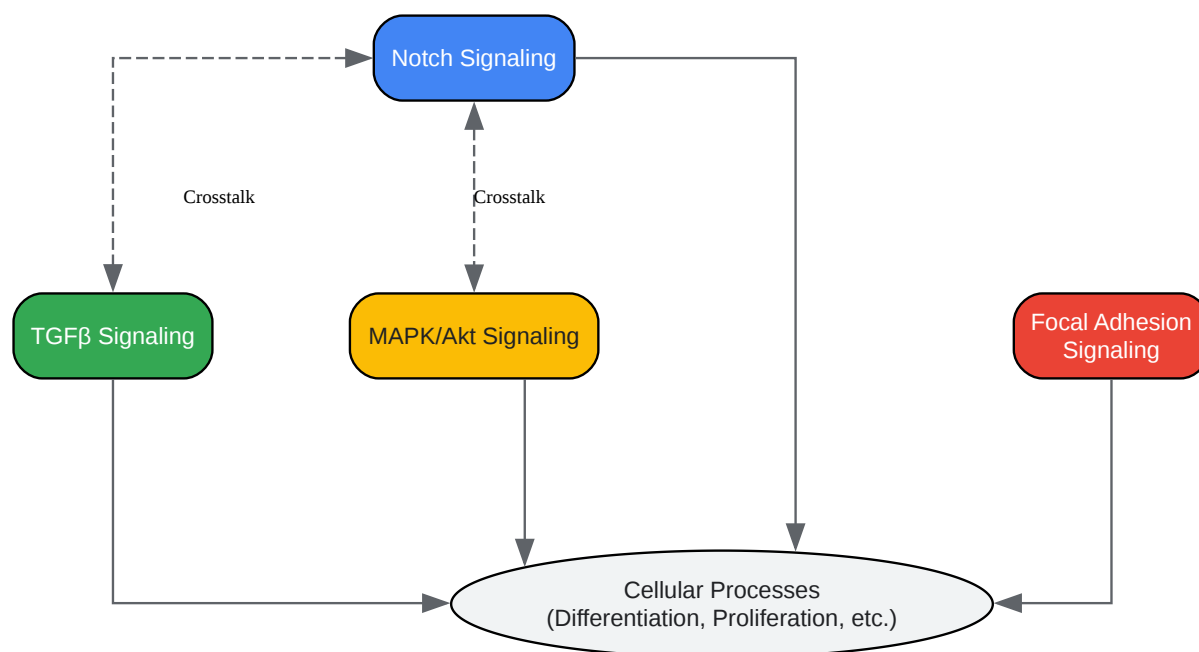 Notch Signaling
Crosstalk
Crosstalk
TGFβ Signaling
MAPK/Akt Signaling
Focal Adhesion
Signaling
Cellular Processes
(Differentiation, Proliferation, etc.)